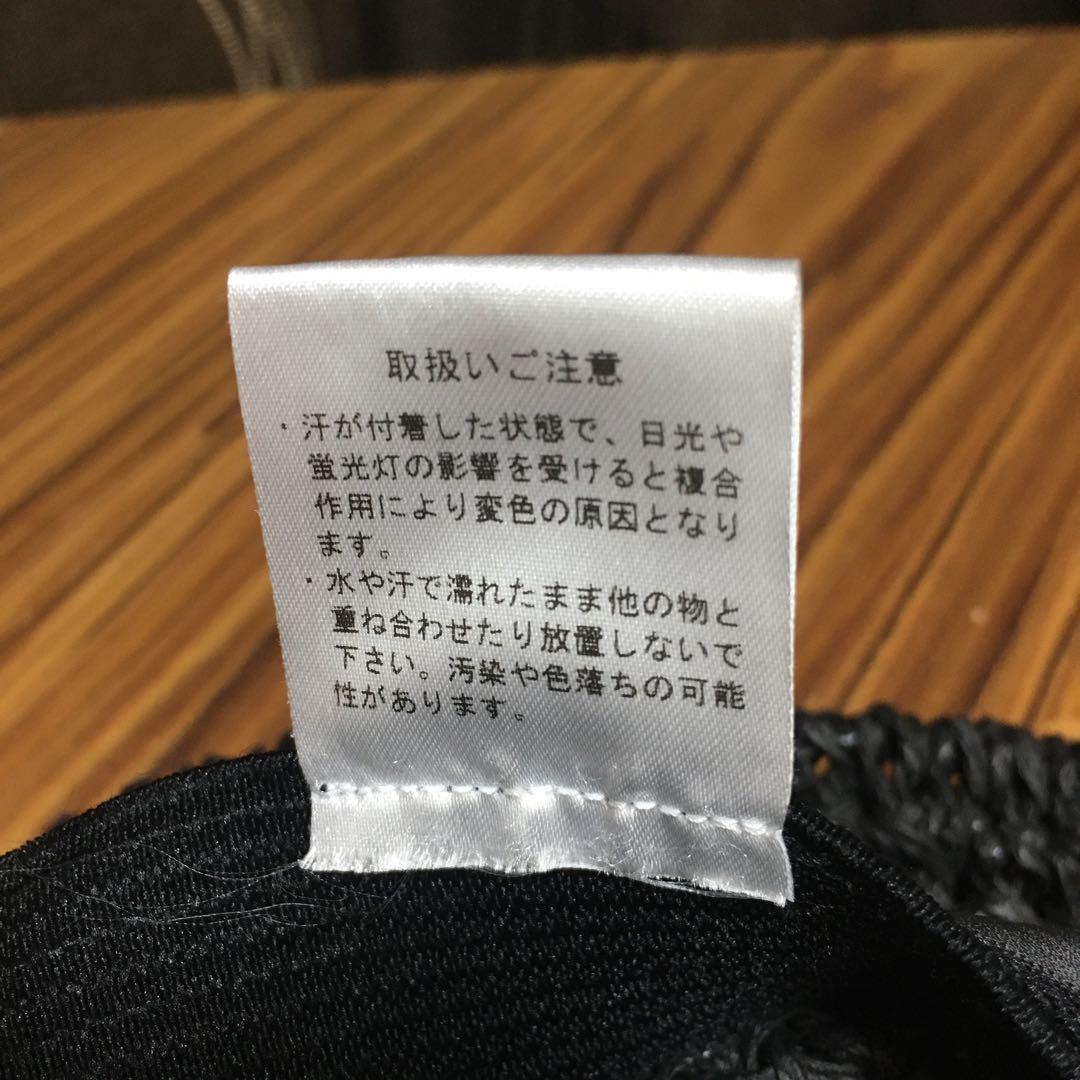 取扱いご注意
・汗が付着した状態で、日光や
蛍光灯の影響を受けると複合
作用により変色の原因となり
ます。
・水や汗で濡れたまま他の物と
重ね合わせたり放置しないで
下さい。汚染や色落ちの可能
性があります。